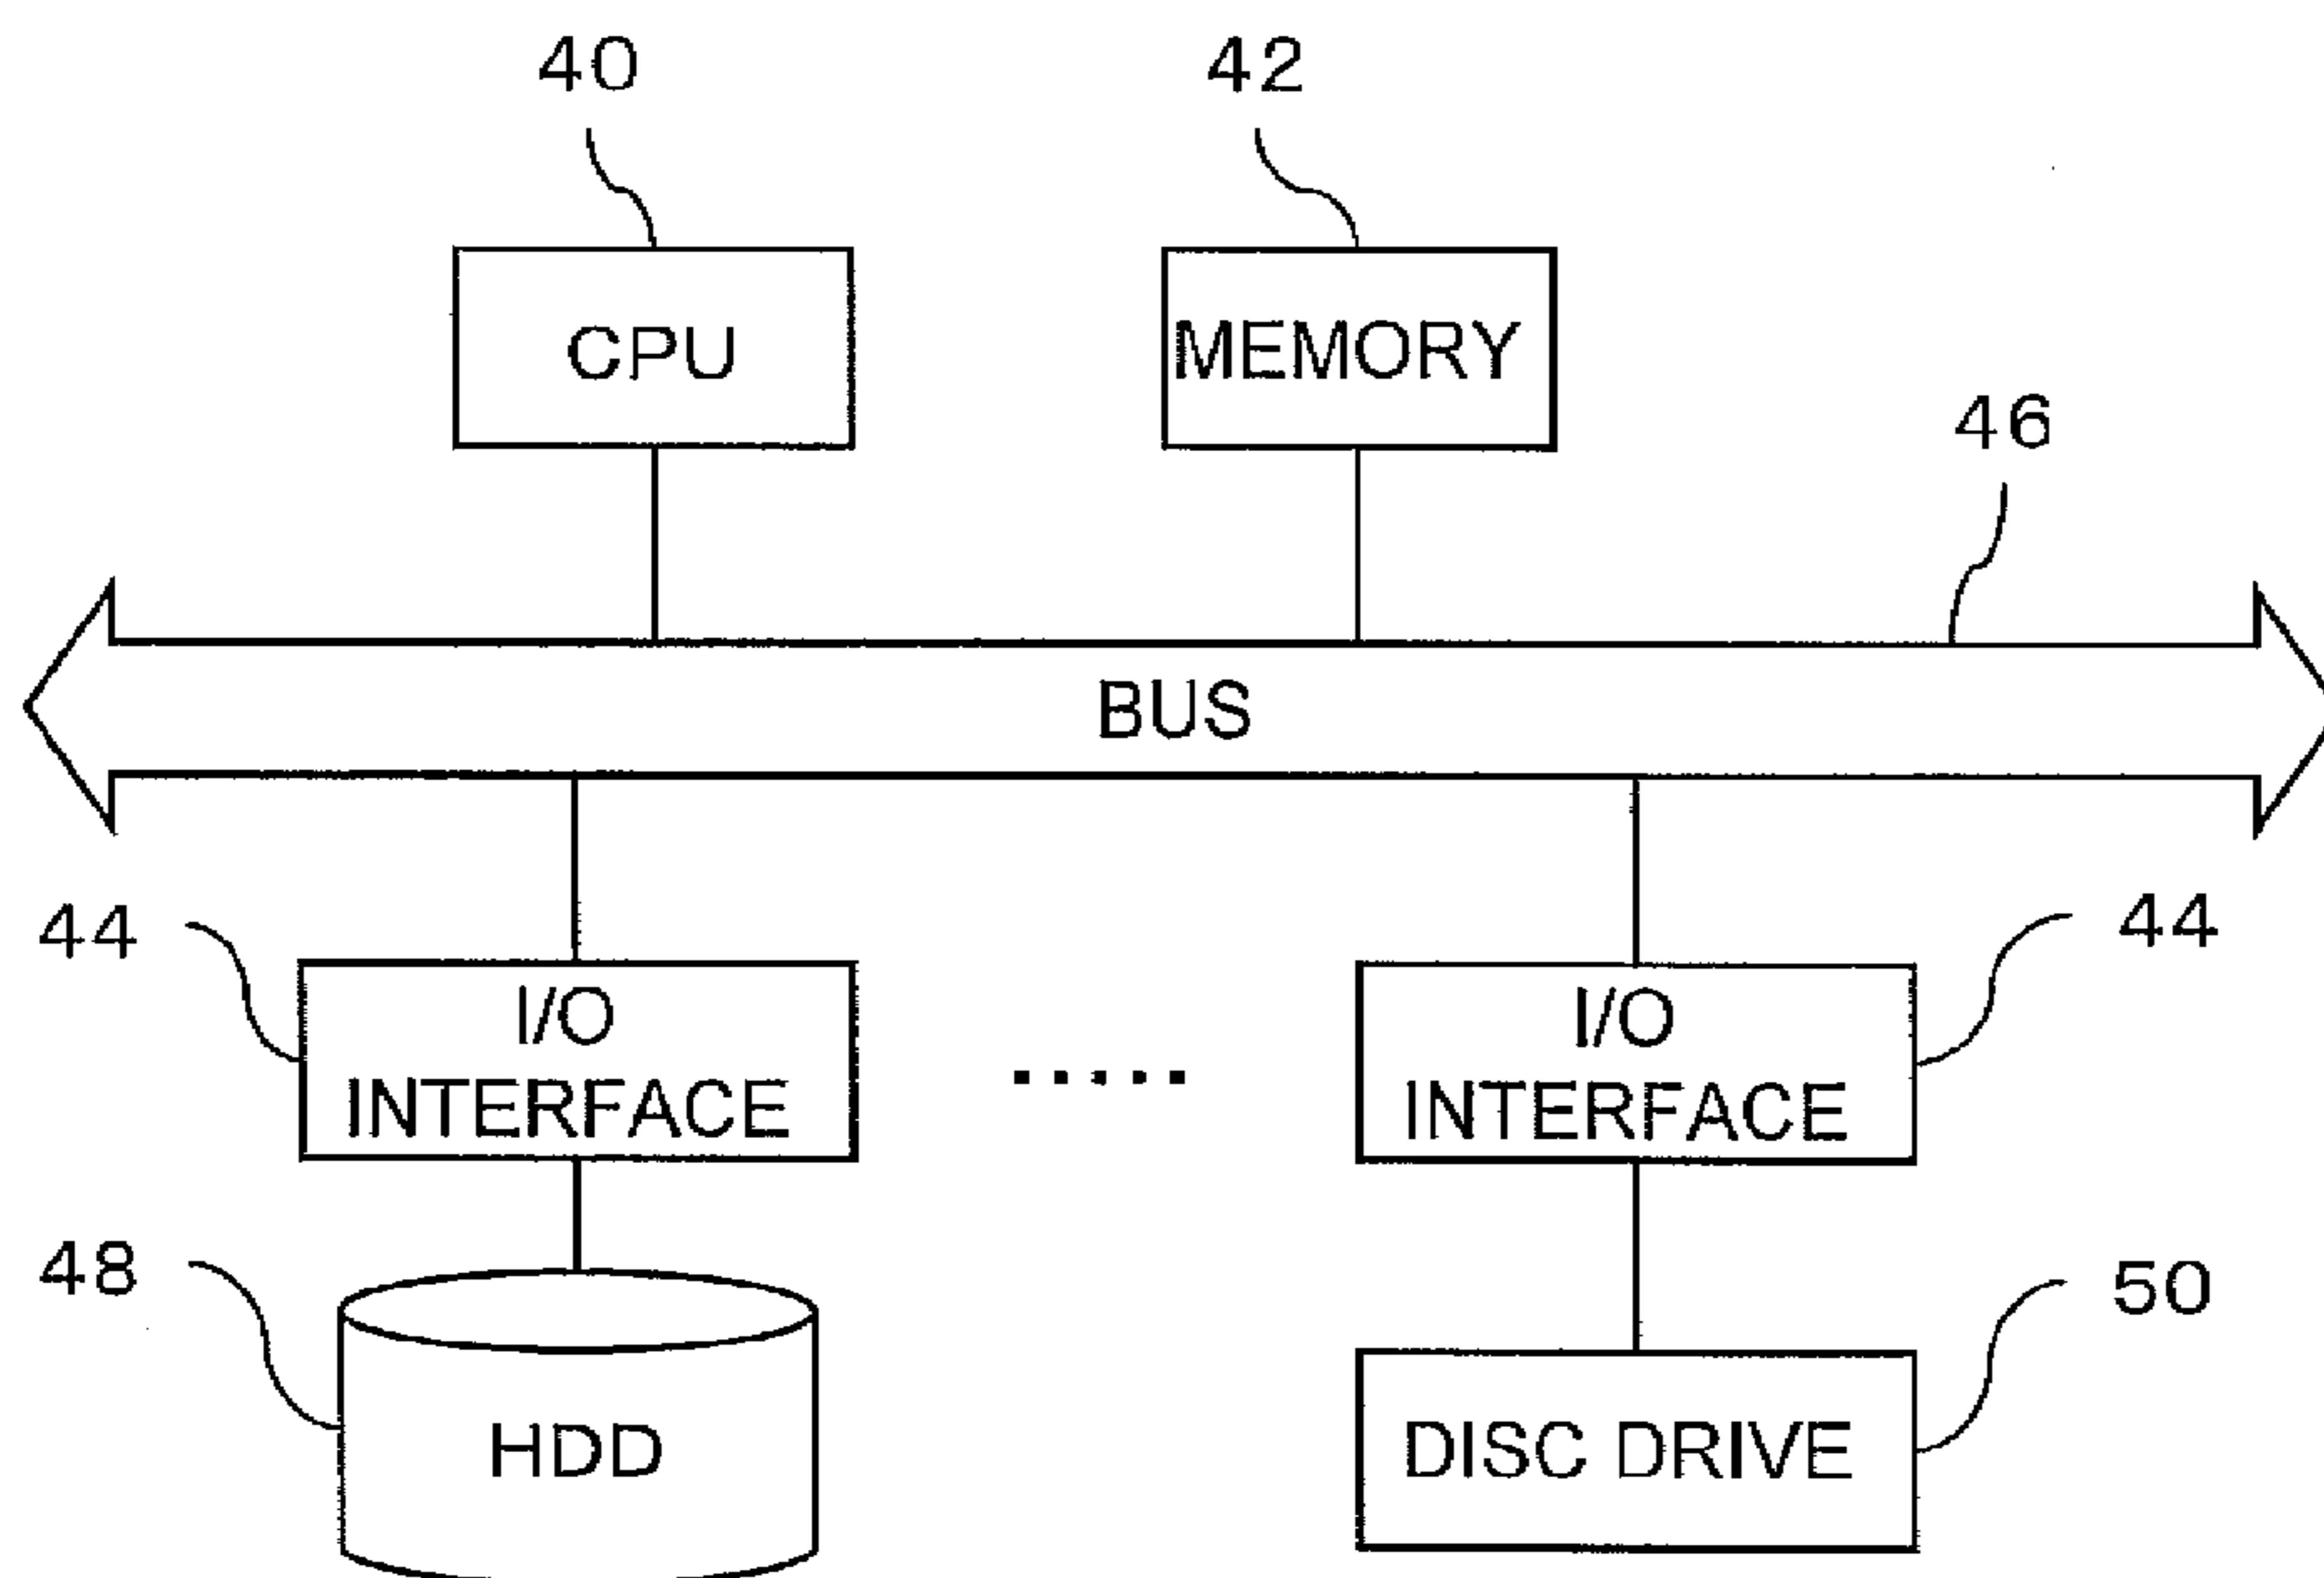 40
42
CPU
MEMORY
46
BUS
44
44
I/O
INTERFACE
I/O
INTERFACE
48
50
HDD
DISC DRIVE